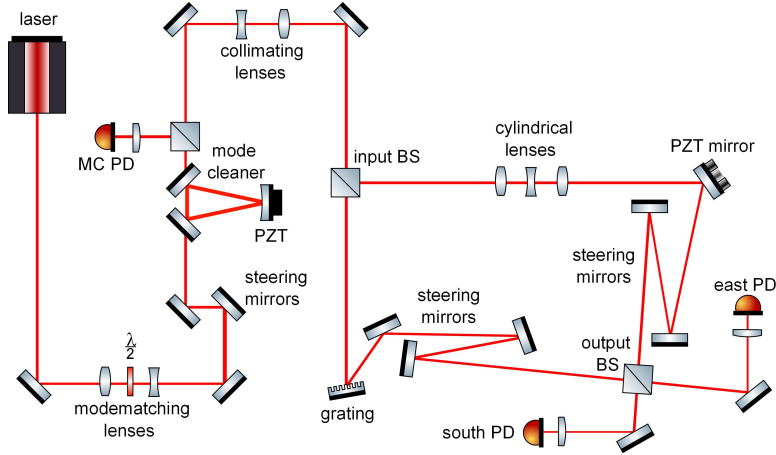 laser
collimating
lenses
MC PD
mode
cleaner
PZT
input BS
cylindrical
lenses
PZT mirror
steering
mirrors
east PD
steering
mirrors
steering
mirrors
output
BS
λ
2
modematching
lenses
grating
south PD